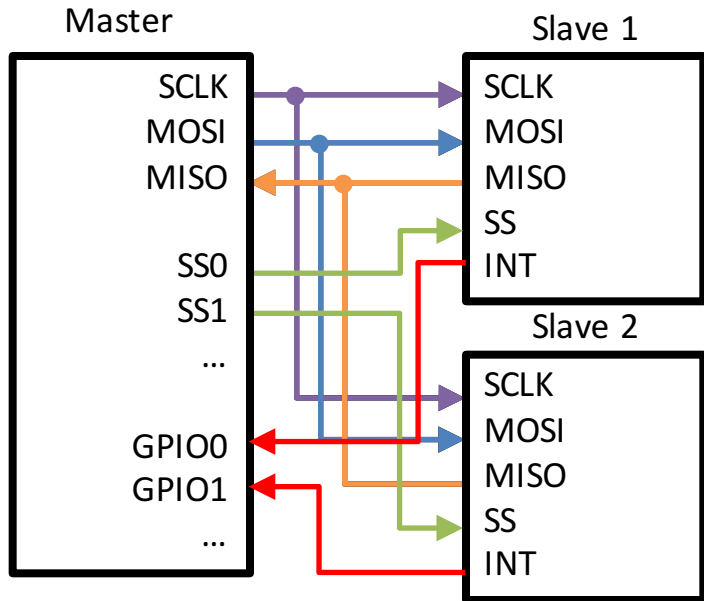 Master
SCLK
MOSI
MISO
SS0
SS1
...
GPIO0
GPIO1
...
Slave 1
SCLK
MOSI
MISO
SS
INT
Slave 2
SCLK
MOSI
MISO
SS
INT